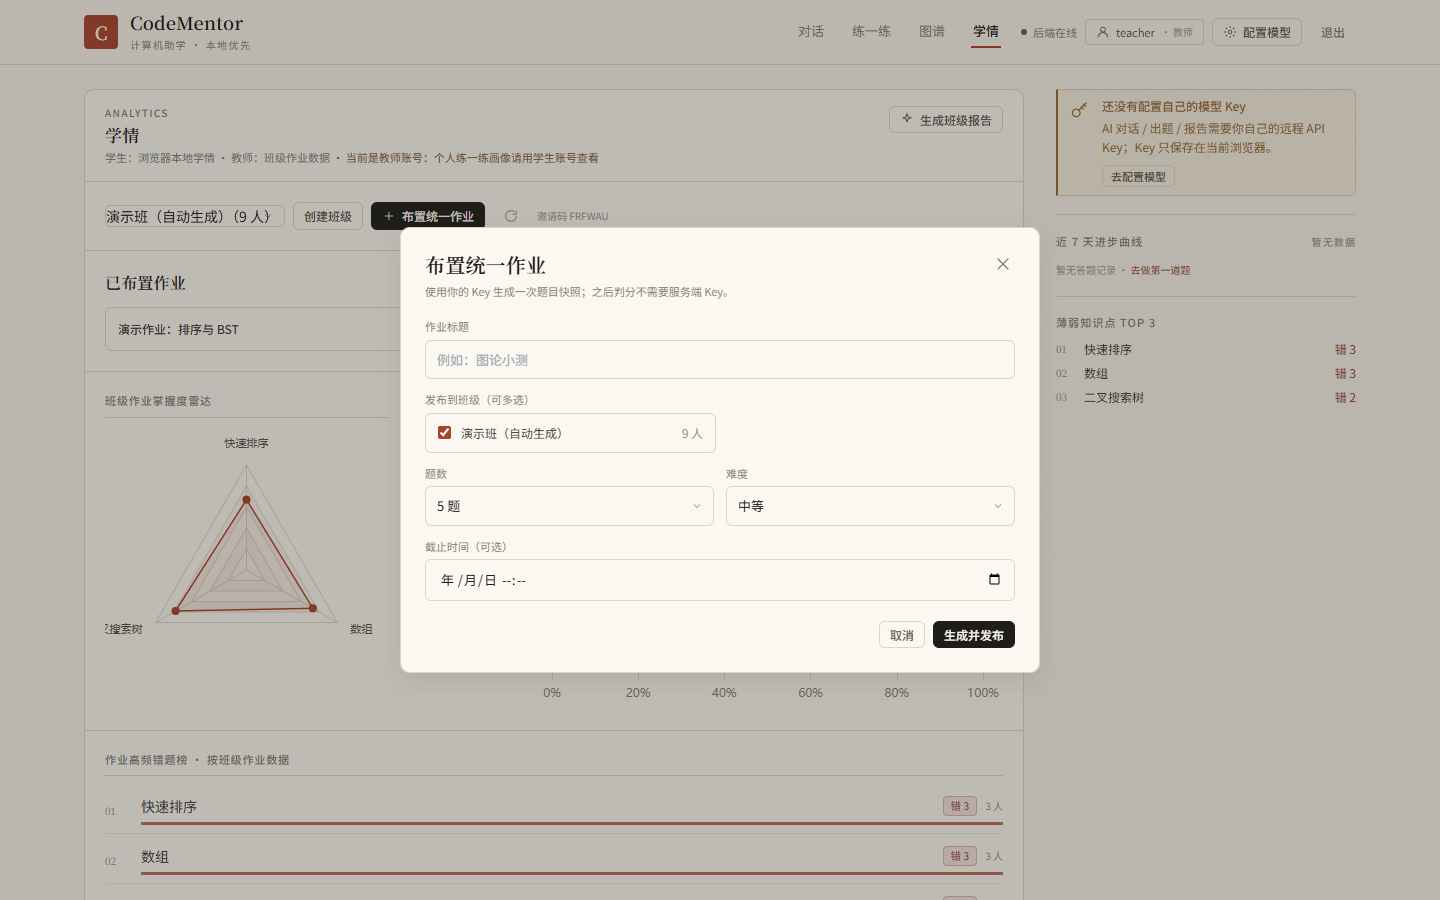 C
CodeMentor
计算机助学 · 本地优先
对话
练一练
图谱
学情
后端在线
teacher · 教师
配置模型
退出
ANALYTICS
学情
学生：浏览器本地学情 · 教师：班级作业数据 · 当前是教师账号：个人练一练画像请用学生账号查看
生成班级报告
演示班（自动生成）（9 人）
创建班级
布置统一作业
邀请码 FRFWAU
已布置作业
演示作业：排序与 BST
班级作业掌握度雷达
快速排序
搜索树
数组
0%
20%
40%
60%
80%
100%
作业高频错题榜 · 按班级作业数据
01
快速排序
错 3
3 人
02
数组
错 3
3 人
布置统一作业
使用你的 Key 生成一次题目快照；之后判分不需要服务端 Key。
作业标题
例如：图论小测
发布到班级（可多选）
演示班（自动生成）
9 人
题数
难度
5 题
中等
截止时间（可选）
年 /月/日 --:--
取消
生成并发布
还没有配置自己的模型 Key
AI 对话 / 出题 / 报告需要你自己的远程 API
Key；Key 只保存在当前浏览器。
去配置模型
近 7 天进步曲线
暂无数据
暂无答题记录 · 去做第一道题
薄弱知识点 TOP 3
01
快速排序
错 3
02
数组
错 3
03
二叉搜索树
错 2